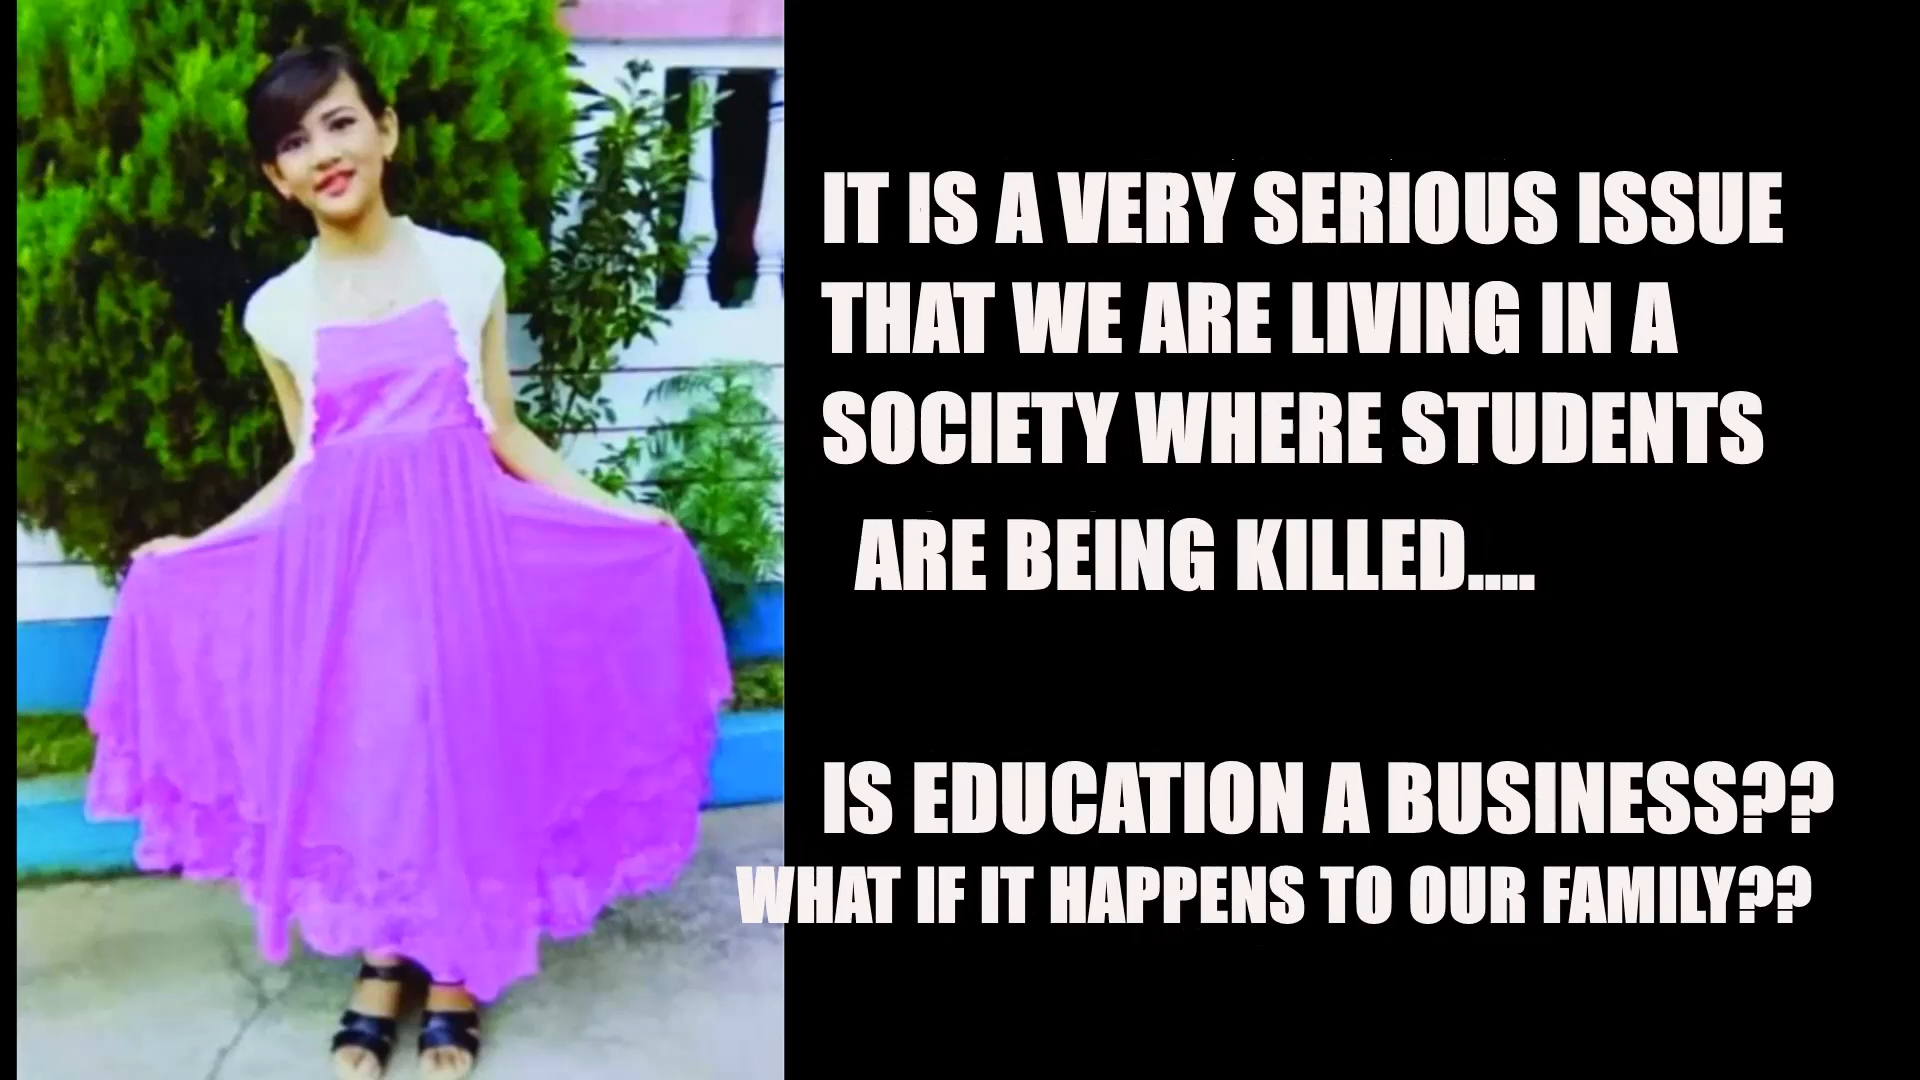 IT IS A VERY SERIOUS ISSUE
THAT WE ARE LIVING IN A
SOCIETY WHERE STUDENTS
ARE BEING KILLED....
IS EDUCATION A BUSINESS??
WHAT IF IT HAPPENS TO OUR FAMILY??